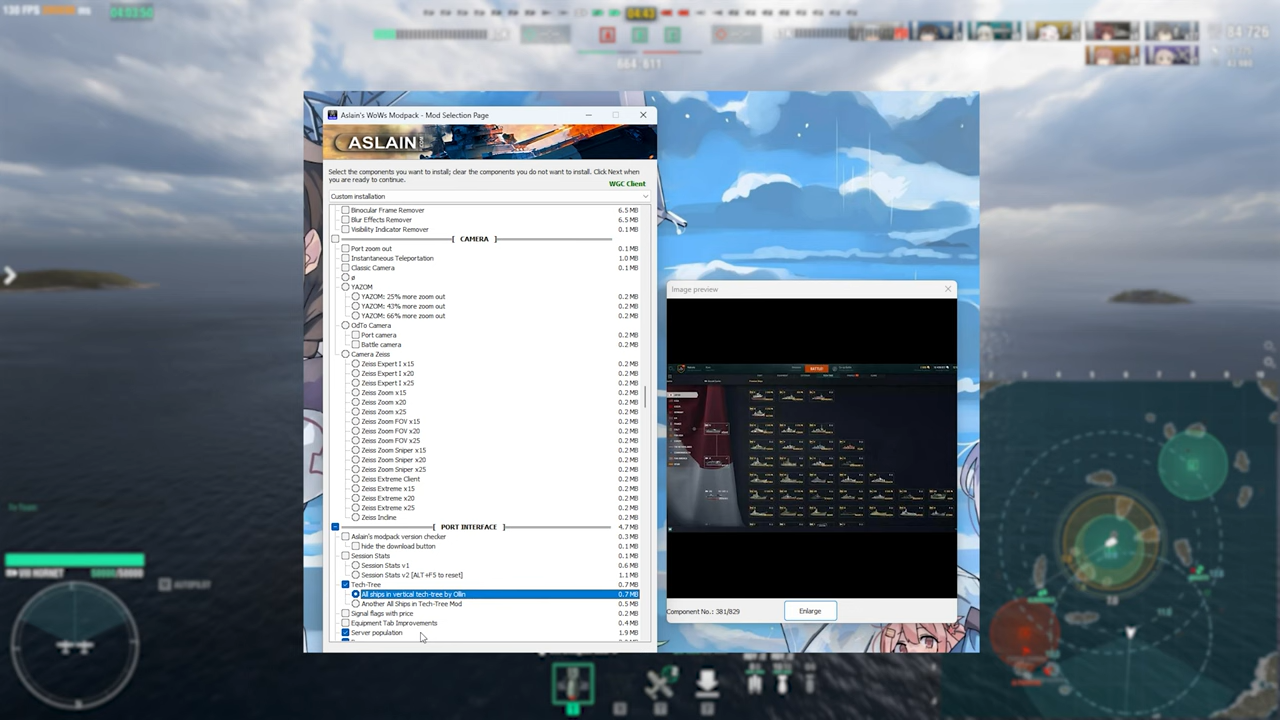 130 FPS
04:03:50
04:43
84 726
664 611
Aslain's WoWs Modpack - Mod Selection Page
ASLAIN.COM
Select the components you want to install; clear the components you do not want to install. Click Next when
you are ready to continue.
WGC Client
Custom installation
Binocular Frame Remover 6.5 MB
Blur Effects Remover 6.5 MB
Visibility Indicator Remover 0.1 MB
[ CAMERA ]
Port zoom out 0.1 MB
Instantaneous Teleportation 1.0 MB
Classic Camera 0.1 MB
ø
YAZOM
YAZOM: 25% more zoom out 0.2 MB
YAZOM: 43% more zoom out 0.2 MB
YAZOM: 66% more zoom out 0.2 MB
OdTo Camera
Port camera 0.2 MB
Battle camera 0.2 MB
Camera Zeiss
Zeiss Expert I x15 0.2 MB
Zeiss Expert I x20 0.2 MB
Zeiss Expert I x25 0.2 MB
Zeiss Zoom x15 0.2 MB
Zeiss Zoom x20 0.2 MB
Zeiss Zoom x25 0.2 MB
Zeiss Zoom FOV x15 0.2 MB
Zeiss Zoom FOV x20 0.2 MB
Zeiss Zoom FOV x25 0.2 MB
Zeiss Zoom Sniper x15 0.2 MB
Zeiss Zoom Sniper x20 0.2 MB
Zeiss Zoom Sniper x25 0.2 MB
Zeiss Extreme Client 0.2 MB
Zeiss Extreme x15 0.2 MB
Zeiss Extreme x20 0.2 MB
Zeiss Extreme x25 0.2 MB
Zeiss Incline 0.2 MB
[ PORT INTERFACE ] 4.7 MB
Aslain's modpack version checker 0.3 MB
hide the download button 0.1 MB
Session Stats 0.1 MB
Session Stats v1 0.6 MB
Session Stats v2 [ALT+F5 to reset] 1.1 MB
Tech-Tree 0.7 MB
All ships in vertical tech-tree by Ollin 0.7 MB
Another All Ships in Tech-Tree Mod 0.5 MB
Signal flags with price 0.2 MB
Equipment Tab Improvements 0.4 MB
Server population 1.9 MB
Image preview
BATTLE!
Component No.: 381/829
Enlarge
VIII HORNET
AUTOPILOT